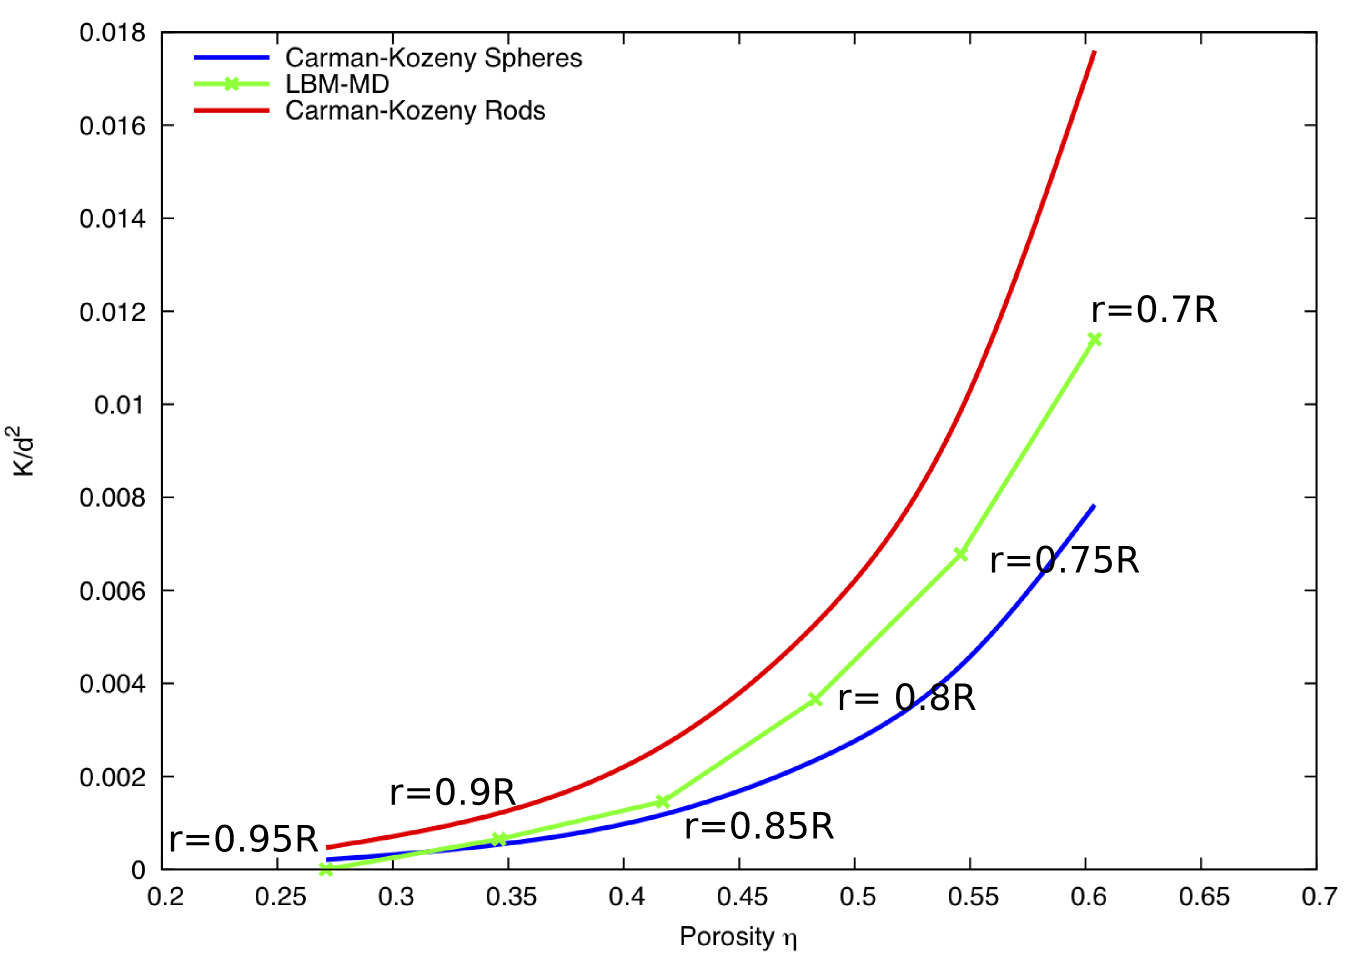 0.018
0.016
0.014
0.012
0.01
0.008
0.006
0.004
0.002
0
K/d²
Carman-Kozeny Spheres
LBM-MD
Carman-Kozeny Rods
r=0.7R
r=0.75R
r= 0.8R
r=0.9R
r=0.85R
r=0.95R
0.2 0.25 0.3 0.35 0.4 0.45 0.5 0.55 0.6 0.65 0.7
Porosity η